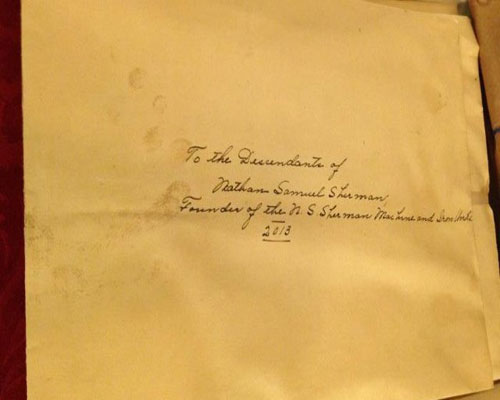 To the Descendants of
Nathan Samuel Sherman,
Founder of the N. S Sherman Machine and Iron Works
2013